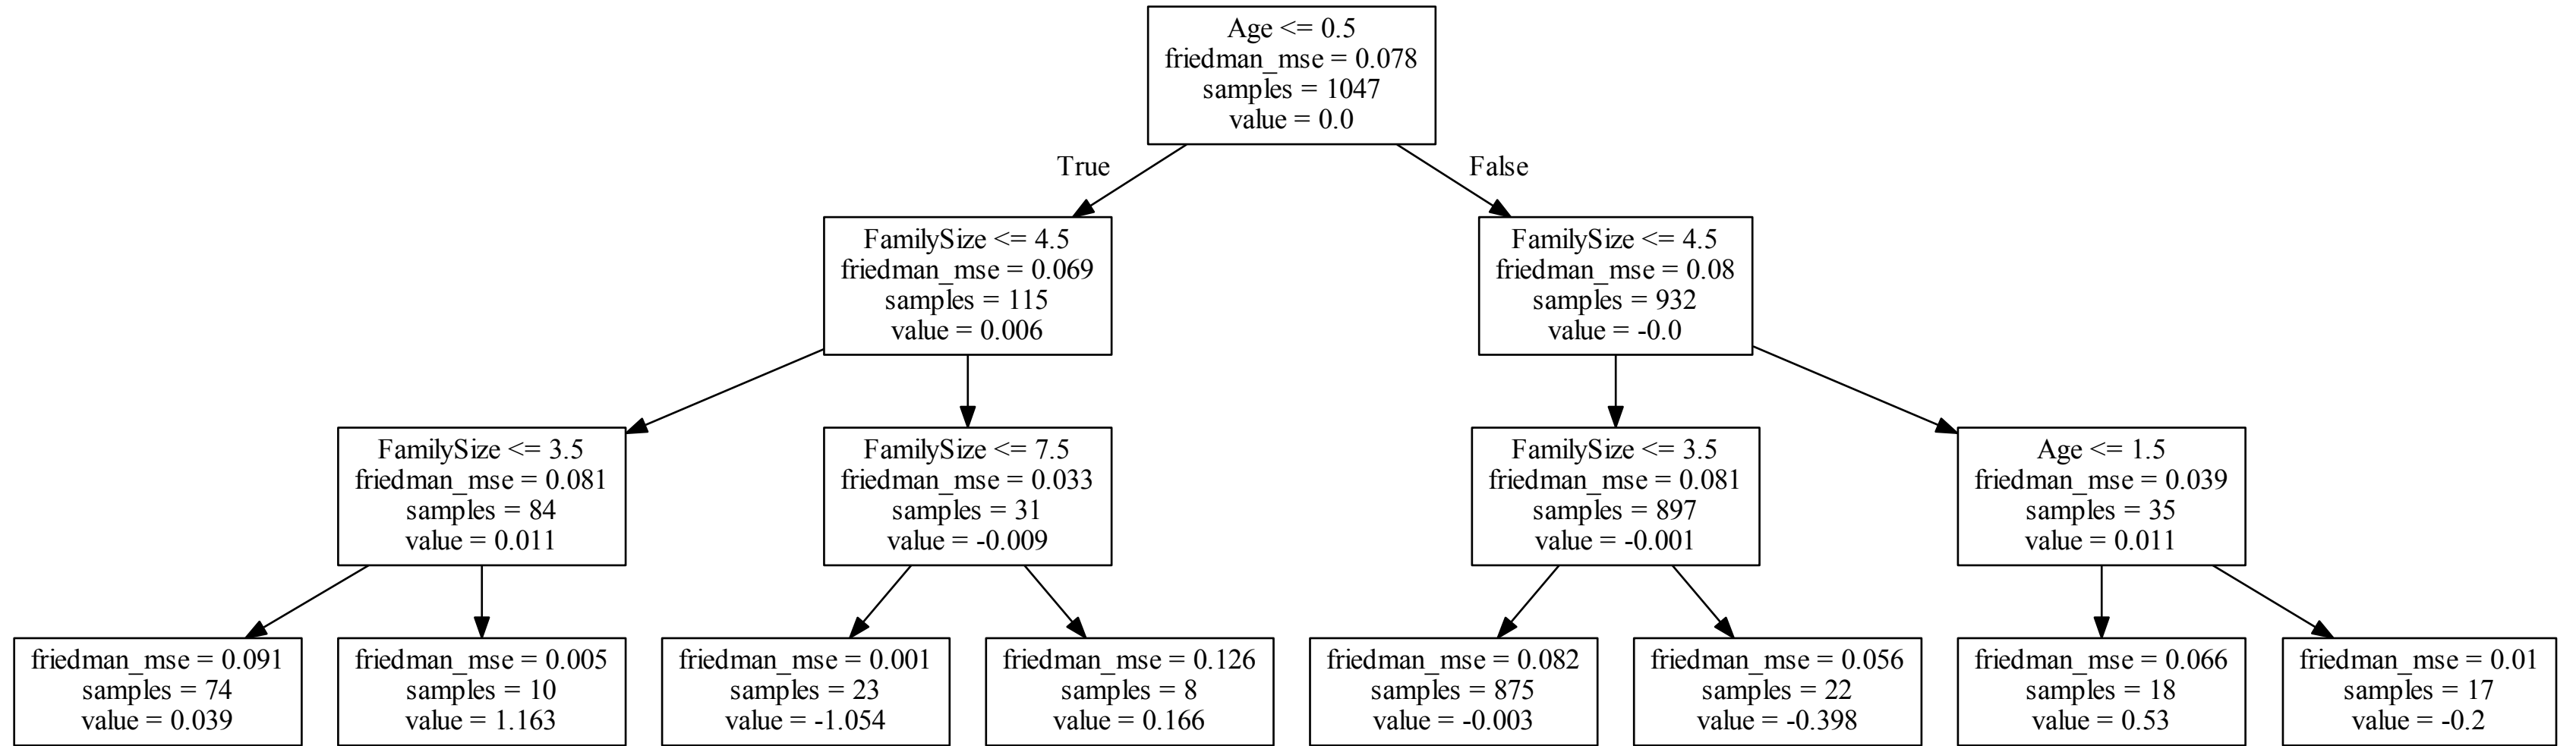 Age <= 0.5
friedman_mse = 0.078
samples = 1047
value = 0.0
True
False
FamilySize <= 4.5
friedman_mse = 0.069
samples = 115
value = 0.006
FamilySize <= 4.5
friedman_mse = 0.08
samples = 932
value = -0.0
FamilySize <= 3.5
friedman_mse = 0.081
samples = 84
value = 0.011
FamilySize <= 7.5
friedman_mse = 0.033
samples = 31
value = -0.009
FamilySize <= 3.5
friedman_mse = 0.081
samples = 897
value = -0.001
Age <= 1.5
friedman_mse = 0.039
samples = 35
value = 0.011
friedman_mse = 0.091
samples = 74
value = 0.039
friedman_mse = 0.005
samples = 10
value = 1.163
friedman_mse = 0.001
samples = 23
value = -1.054
friedman_mse = 0.126
samples = 8
value = 0.166
friedman_mse = 0.082
samples = 875
value = -0.003
friedman_mse = 0.056
samples = 22
value = -0.398
friedman_mse = 0.066
samples = 18
value = 0.53
friedman_mse = 0.01
samples = 17
value = -0.2